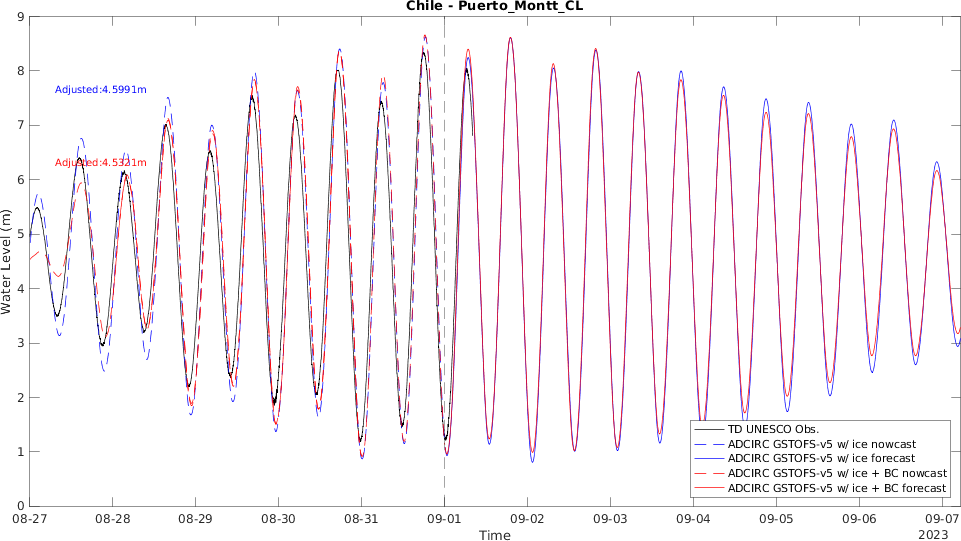 Chile - Puerto_Montt_CL
9
8
7
6
5
4
3
2
1
0
Water Level (m)
Adjusted:4.5991m
Adjusted:4.5321m
TD UNESCO Obs.
ADCIRC GSTOFS-v5 w/ ice nowcast
ADCIRC GSTOFS-v5 w/ ice forecast
ADCIRC GSTOFS-v5 w/ ice + BC nowcast
ADCIRC GSTOFS-v5 w/ ice + BC forecast
08-27 08-28 08-29 08-30 08-31 09-01 09-02 09-03 09-04 09-05 09-06 09-07
Time
2023